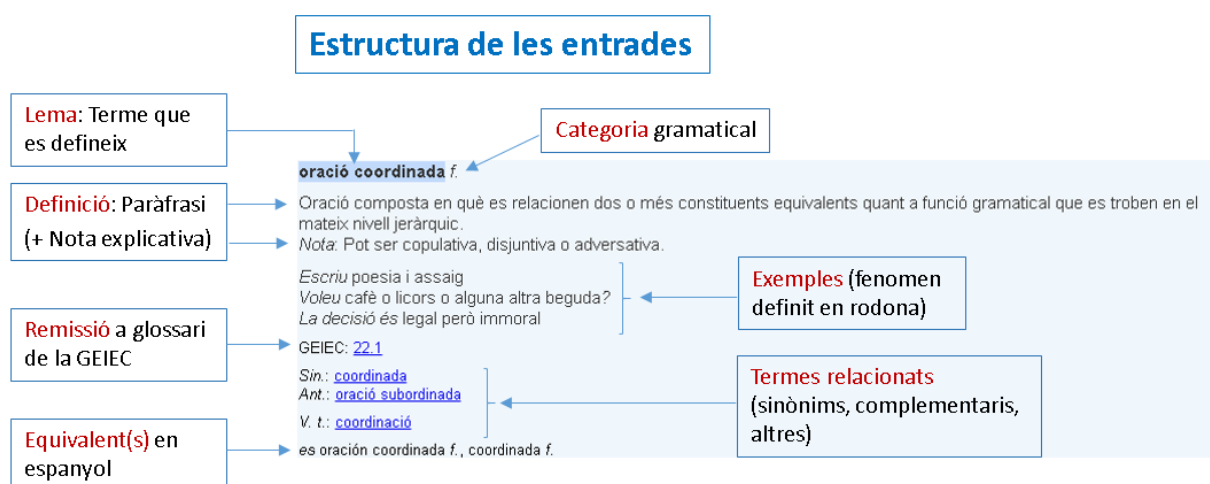 Estructura de les entrades
Lema: Terme que
es defineix
Categoria gramatical
oració coordinada f.
Definició: Paràfrasi
(+ Nota explicativa)
Oració composta en què es relacionen dos o més constituents equivalents quant a funció gramatical que es troben en el
mateix nivell jeràrquic.
Nota: Pot ser copulativa, disjuntiva o adversativa.
Escriu poesia i assaig
Voleu cafè o licors o alguna altra beguda?
La decisió és legal però immoral
Exemples (fenomen
definit en rodona)
Remissió a glossari
de la GEIEC
GEIEC: 22.1
Sin.: coordinada
Ant.: oració subordinada
V. t.: coordinació
Termes relacionats
(sinònims, complementaris,
altres)
Equivalent(s) en
espanyol
es oración coordinada f., coordinada f.